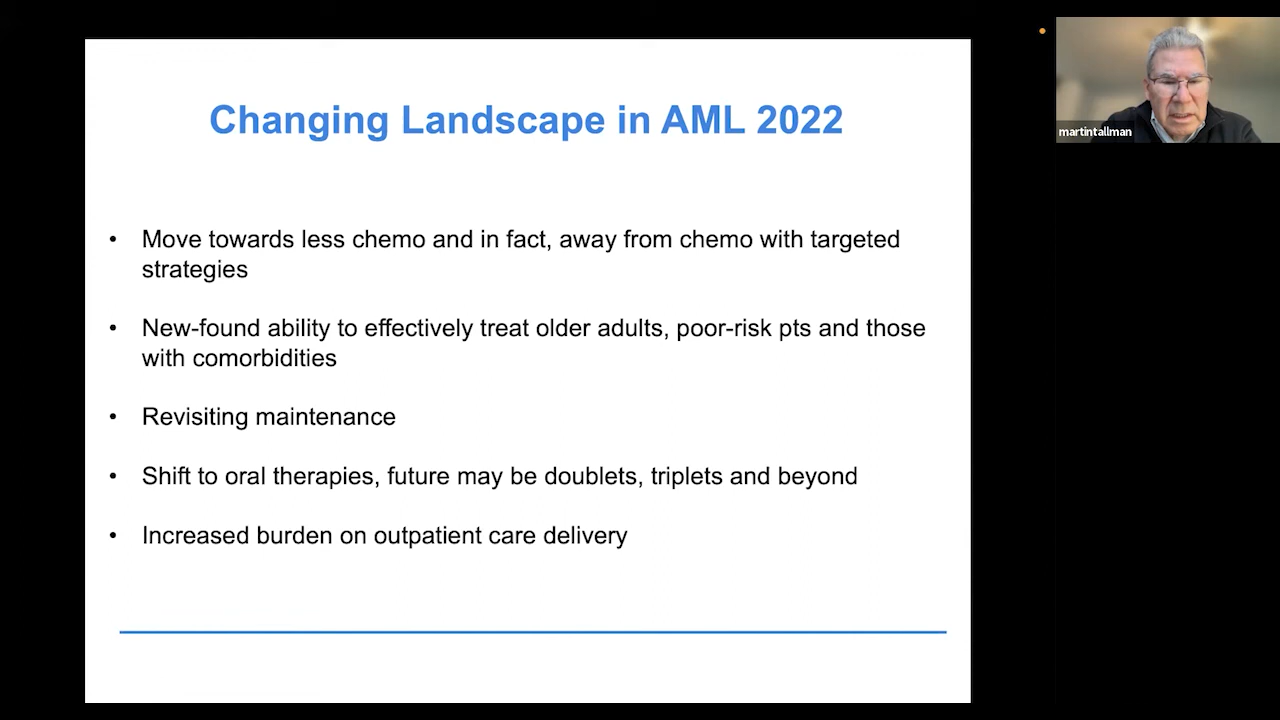 Changing Landscape in AML 2022
martintallman
• Move towards less chemo and in fact, away from chemo with targeted
strategies
• New-found ability to effectively treat older adults, poor-risk pts and those
with comorbidities
• Revisiting maintenance
• Shift to oral therapies, future may be doublets, triplets and beyond
• Increased burden on outpatient care delivery